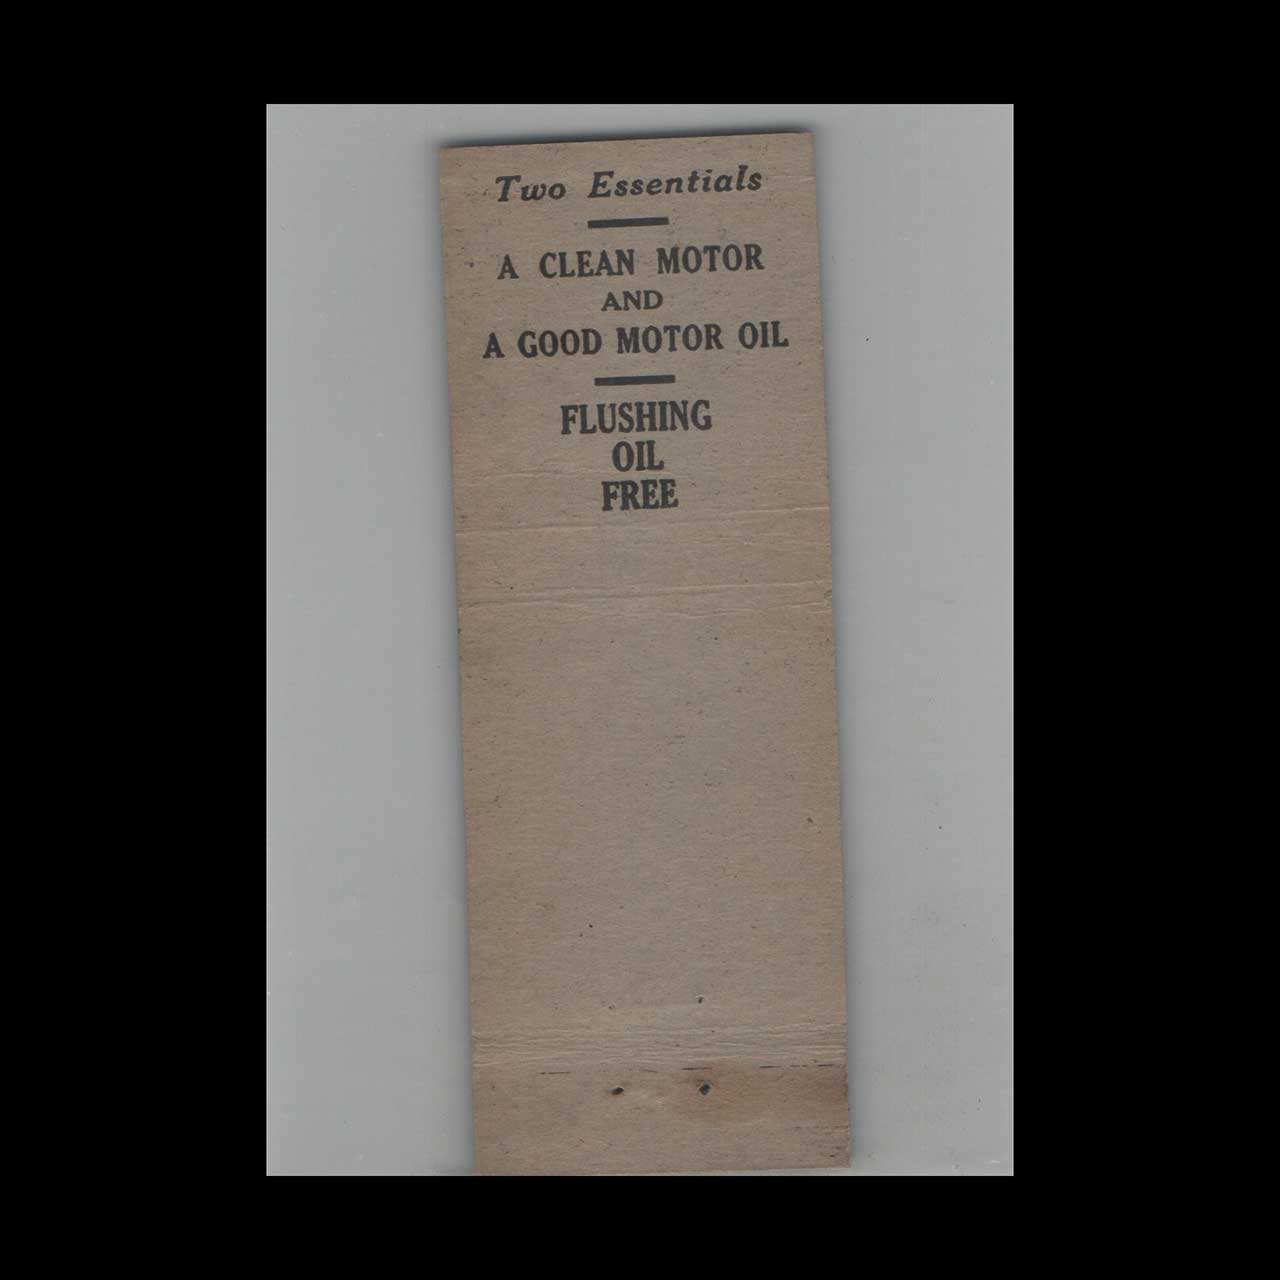 Two Essentials
A CLEAN MOTOR
AND
A GOOD MOTOR OIL
FLUSHING
OIL
FREE